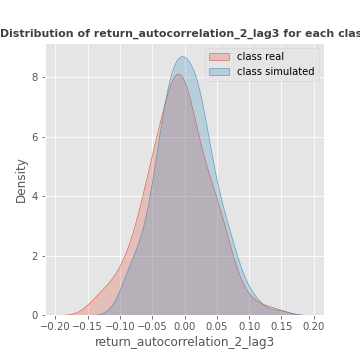 Distribution of return_autocorrelation_2_lag3 for each clas
class real
class simulated
Density
8
6
4
2
0
−0.20 −0.15 −0.10 −0.05 0.00 0.05 0.10 0.15 0.20
return_autocorrelation_2_lag3